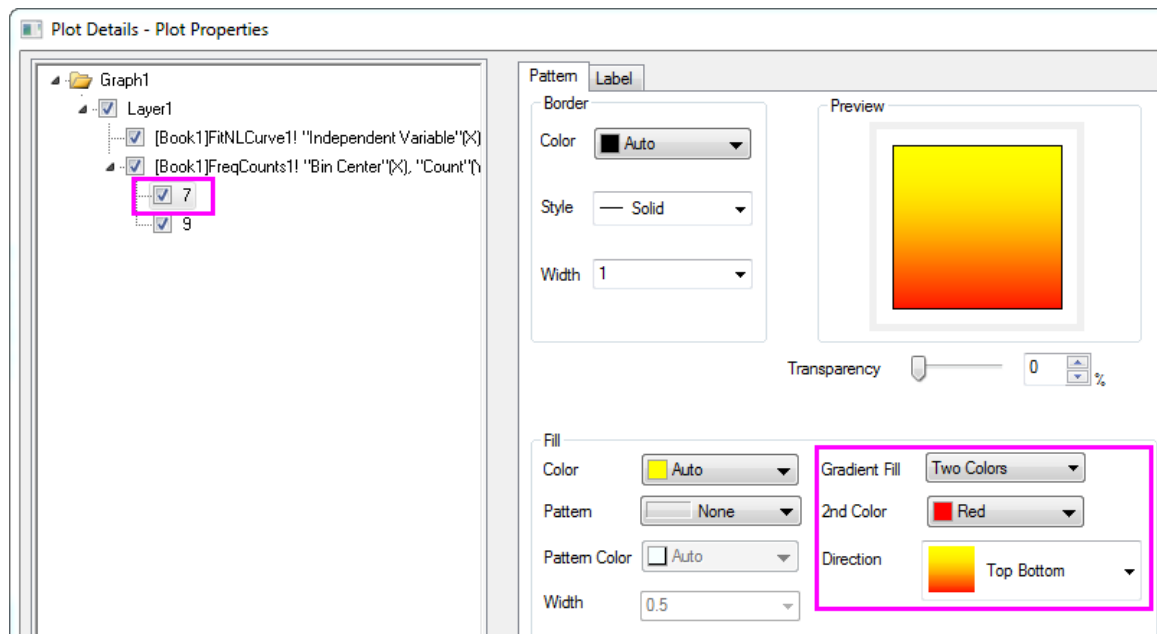 Plot Details - Plot Properties
Graph1
Layer1
[Book1]FitNLCurve1! "Independent Variable"(X)
[Book1]FreqCounts1! "Bin Center"(X), "Count"(Y
7
9
Pattern Label
Border
Color Auto
Style Solid
Width 1
Preview
Transparency 0 %
Fill
Color Auto
Pattern None
Pattern Color Auto
Width 0.5
Gradient Fill Two Colors
2nd Color Red
Direction Top Bottom